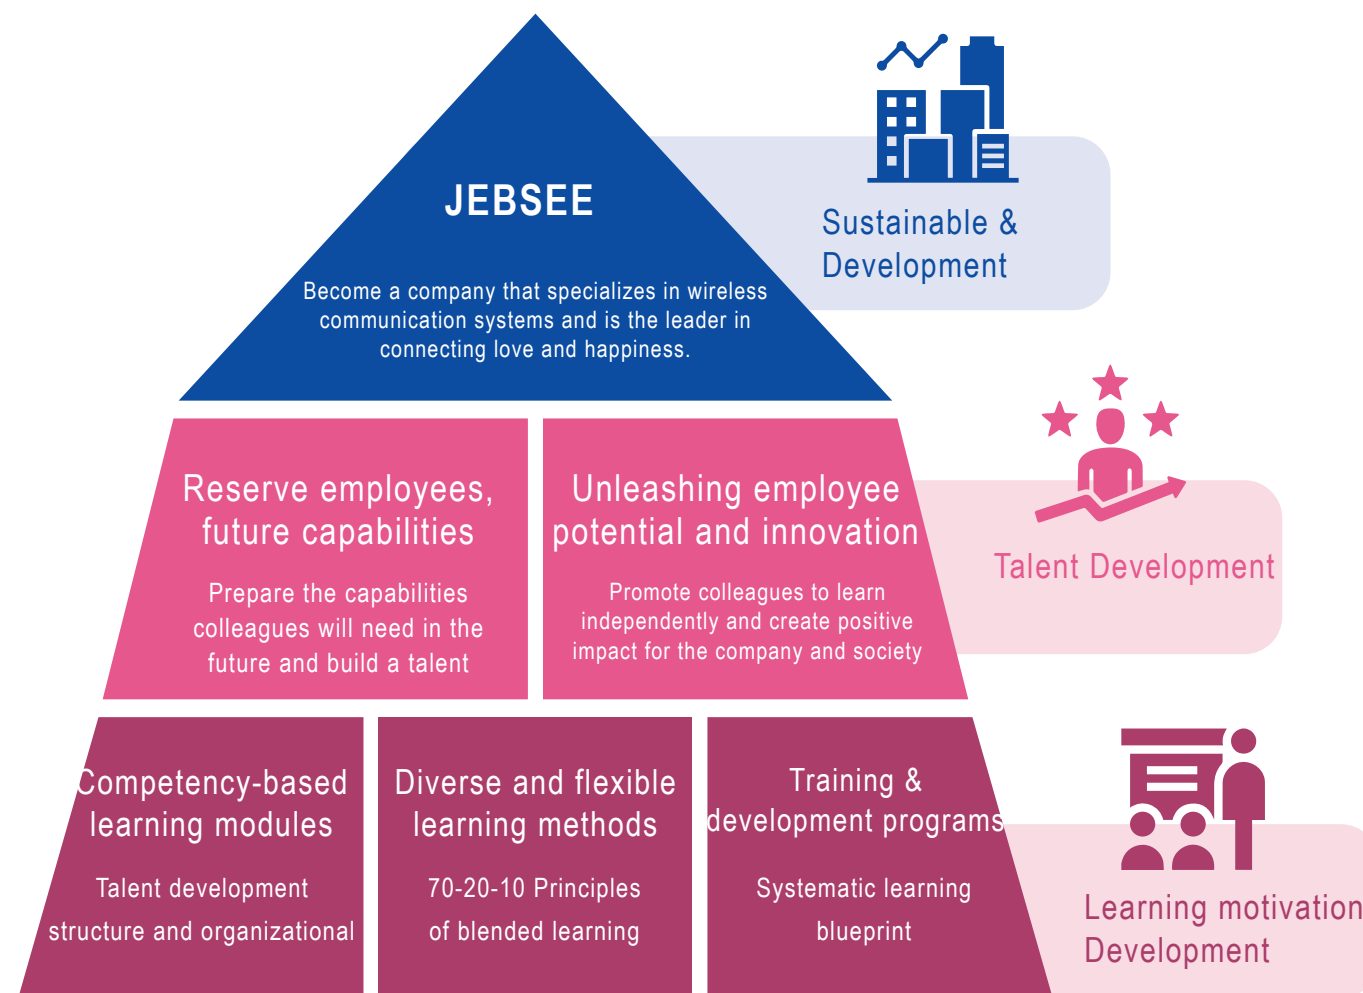 JEBSEE
Become a company that specializes in wireless
communication systems and is the leader in
connecting love and happiness.
Sustainable &
Development
Reserve employees,
future capabilities
Prepare the capabilities
colleagues will need in the
future and build a talent
Unleashing employee
potential and innovation
Promote colleagues to learn
independently and create positive
impact for the company and society
Talent Development
Competency-based
learning modules
Talent development
structure and organizational
Diverse and flexible
learning methods
70-20-10 Principles
of blended learning
Training &
development programs
Systematic learning
blueprint
Learning motivation
Development